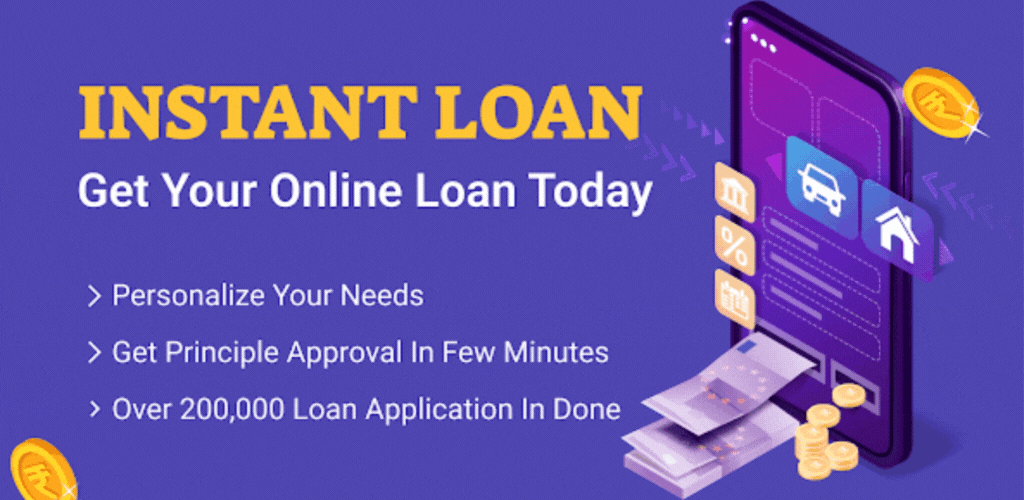 INSTANT LOAN
Get Your Online Loan Today
Personalize Your Needs
Get Principle Approval In Few Minutes
Over 200,000 Loan Application In Done